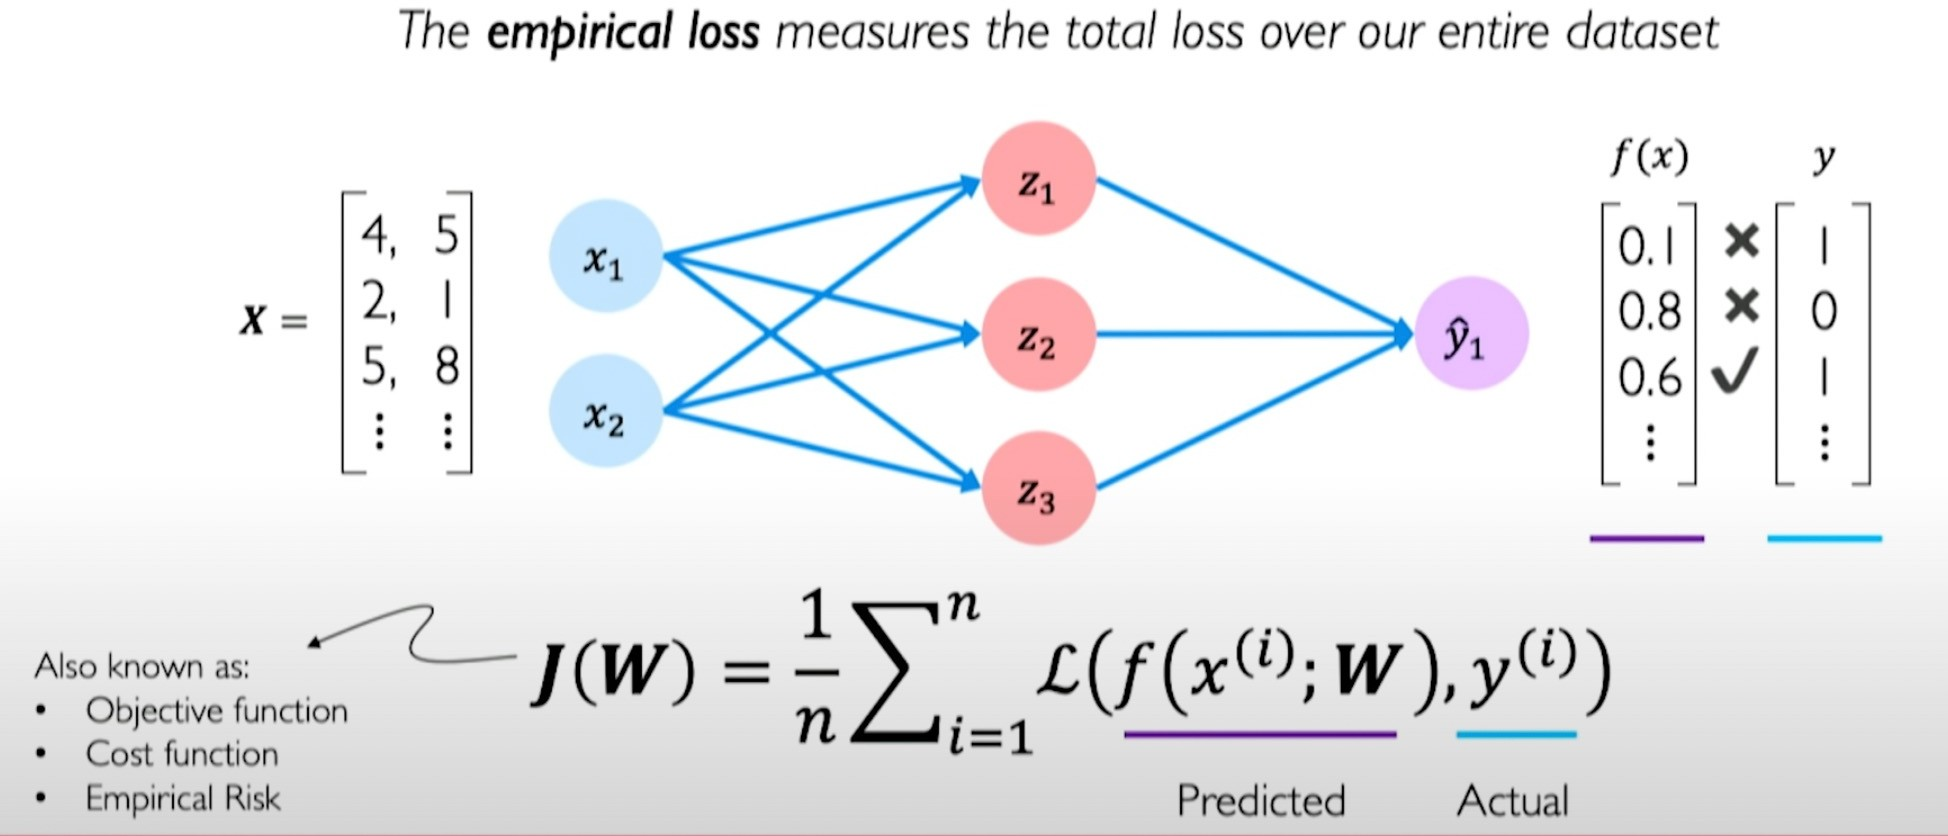 The empirical loss measures the total loss over our entire dataset
f(x) y
X =
4, 5
2, 1
5, 8
⋮ ⋮
x₁
x₂
z₁
z₂
z₃
ŷ₁
0.1 ✖ 1
0.8 ✖ 0
0.6 ✔ 1
⋮ ⋮
J(W) = 1/n ∑ⁿᵢ₌₁ ℒ(f(x⁽ⁱ⁾; W), y⁽ⁱ⁾)
Predicted Actual
Also known as:
• Objective function
• Cost function
• Empirical Risk